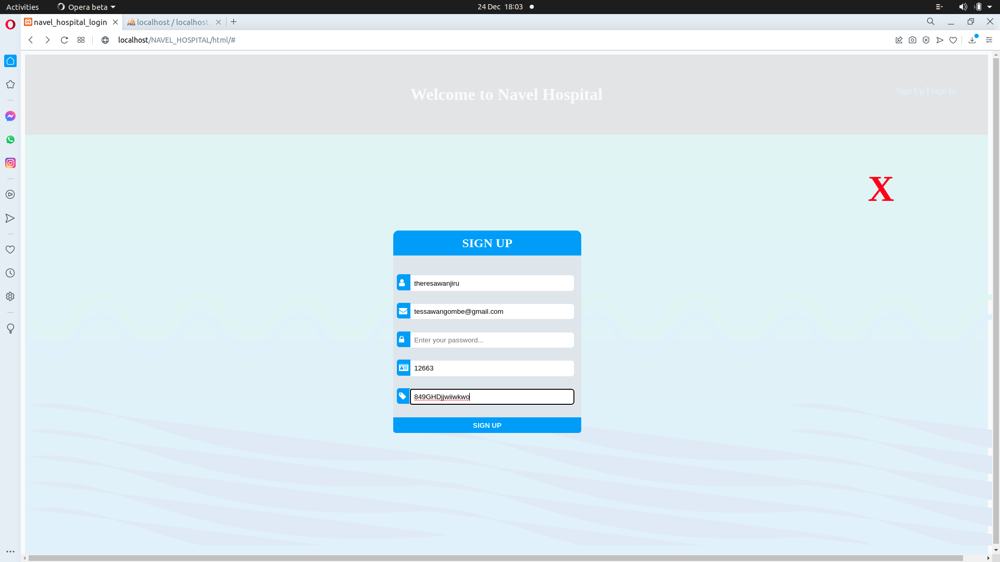 Activities
Opera beta
24 Dec 18:03
navel_hospital_login
localhost / localhost
localhost/NAVEL_HOSPITAL/html/#
Welcome to Navel Hospital
Sign Up | Sign In
X
SIGN UP
theresawanjiru
tessawangombe@gmail.com
Enter your password...
12663
849GHDjjwiiwkwo
SIGN UP